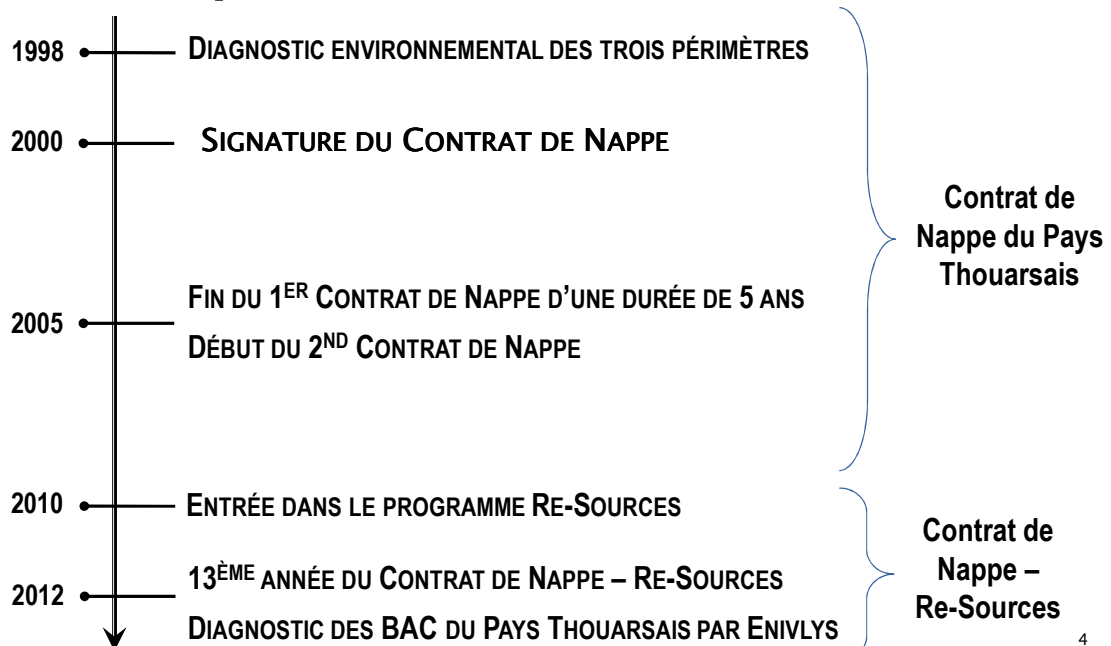 1998 DIAGNOSTIC ENVIRONNEMENTAL DES TROIS PÉRIMÈTRES
2000 SIGNATURE DU CONTRAT DE NAPPE
2005
FIN DU 1ER CONTRAT DE NAPPE D'UNE DURÉE DE 5 ANS
DÉBUT DU 2ND CONTRAT DE NAPPE
Contrat de
Nappe du Pays
Thouarsais
2010 ENTRÉE DANS LE PROGRAMME RE-SOURCES
2012
13ÈME ANNÉE DU CONTRAT DE NAPPE – RE-SOURCES
DIAGNOSTIC DES BAC DU PAYS THOUARSAIS PAR ENIVLYS
Contrat de
Nappe –
Re-Sources
4